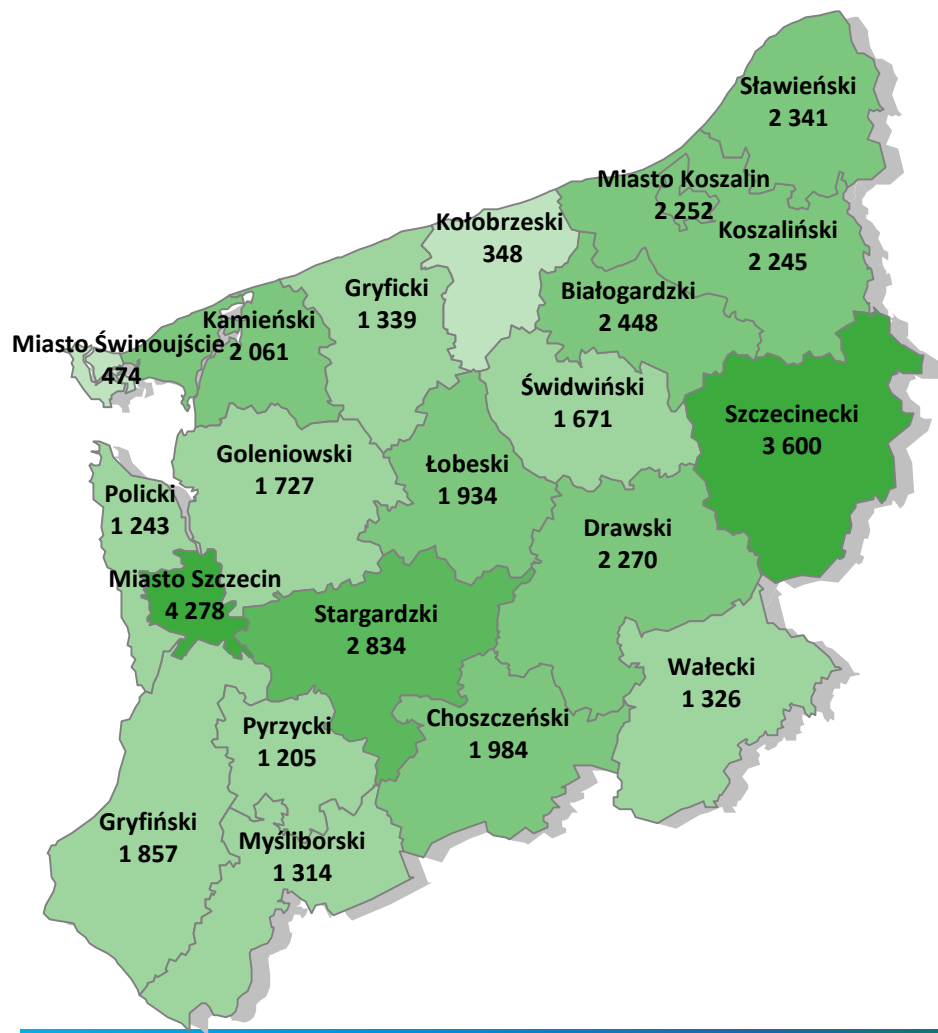 Sławieński
2 341
Miasto Koszalin
2 252
Kołobrzeski
348
Koszaliński
2 245
Gryficki
1 339
Białogardzki
2 448
Kamieński
2 061
Miasto Świnoujście
474
Świdwiński
1 671
Szczecinecki
3 600
Goleniowski
1 727
Łobeski
1 934
Policki
1 243
Drawski
2 270
Miasto Szczecin
4 278
Stargardzki
2 834
Wałecki
1 326
Choszczeński
1 984
Pyrzycki
1 205
Gryfiński
1 857
Myśliborski
1 314